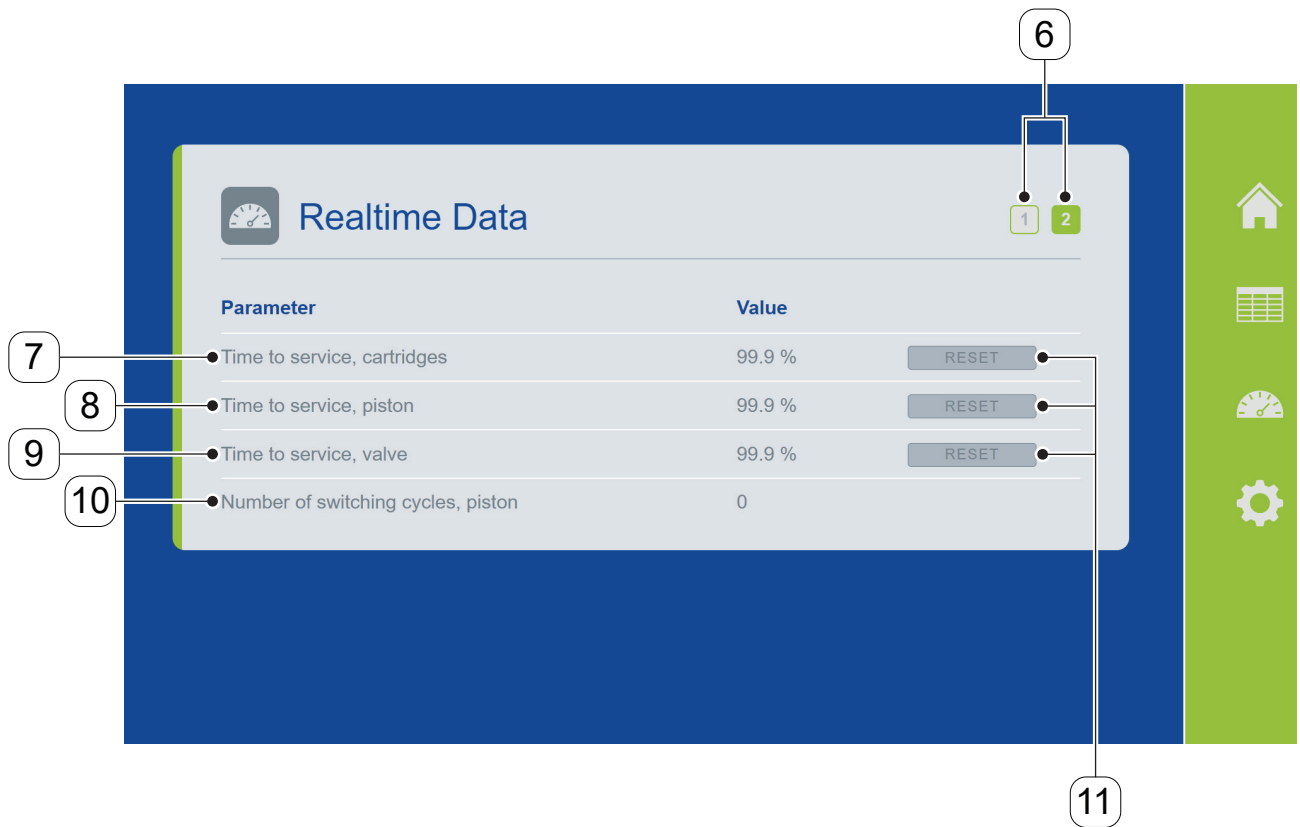 6
Realtime Data
1 2
Parameter Value
7 Time to service, cartridges 99.9 % RESET
8 Time to service, piston 99.9 % RESET
9 Time to service, valve 99.9 % RESET
10 Number of switching cycles, piston 0
11